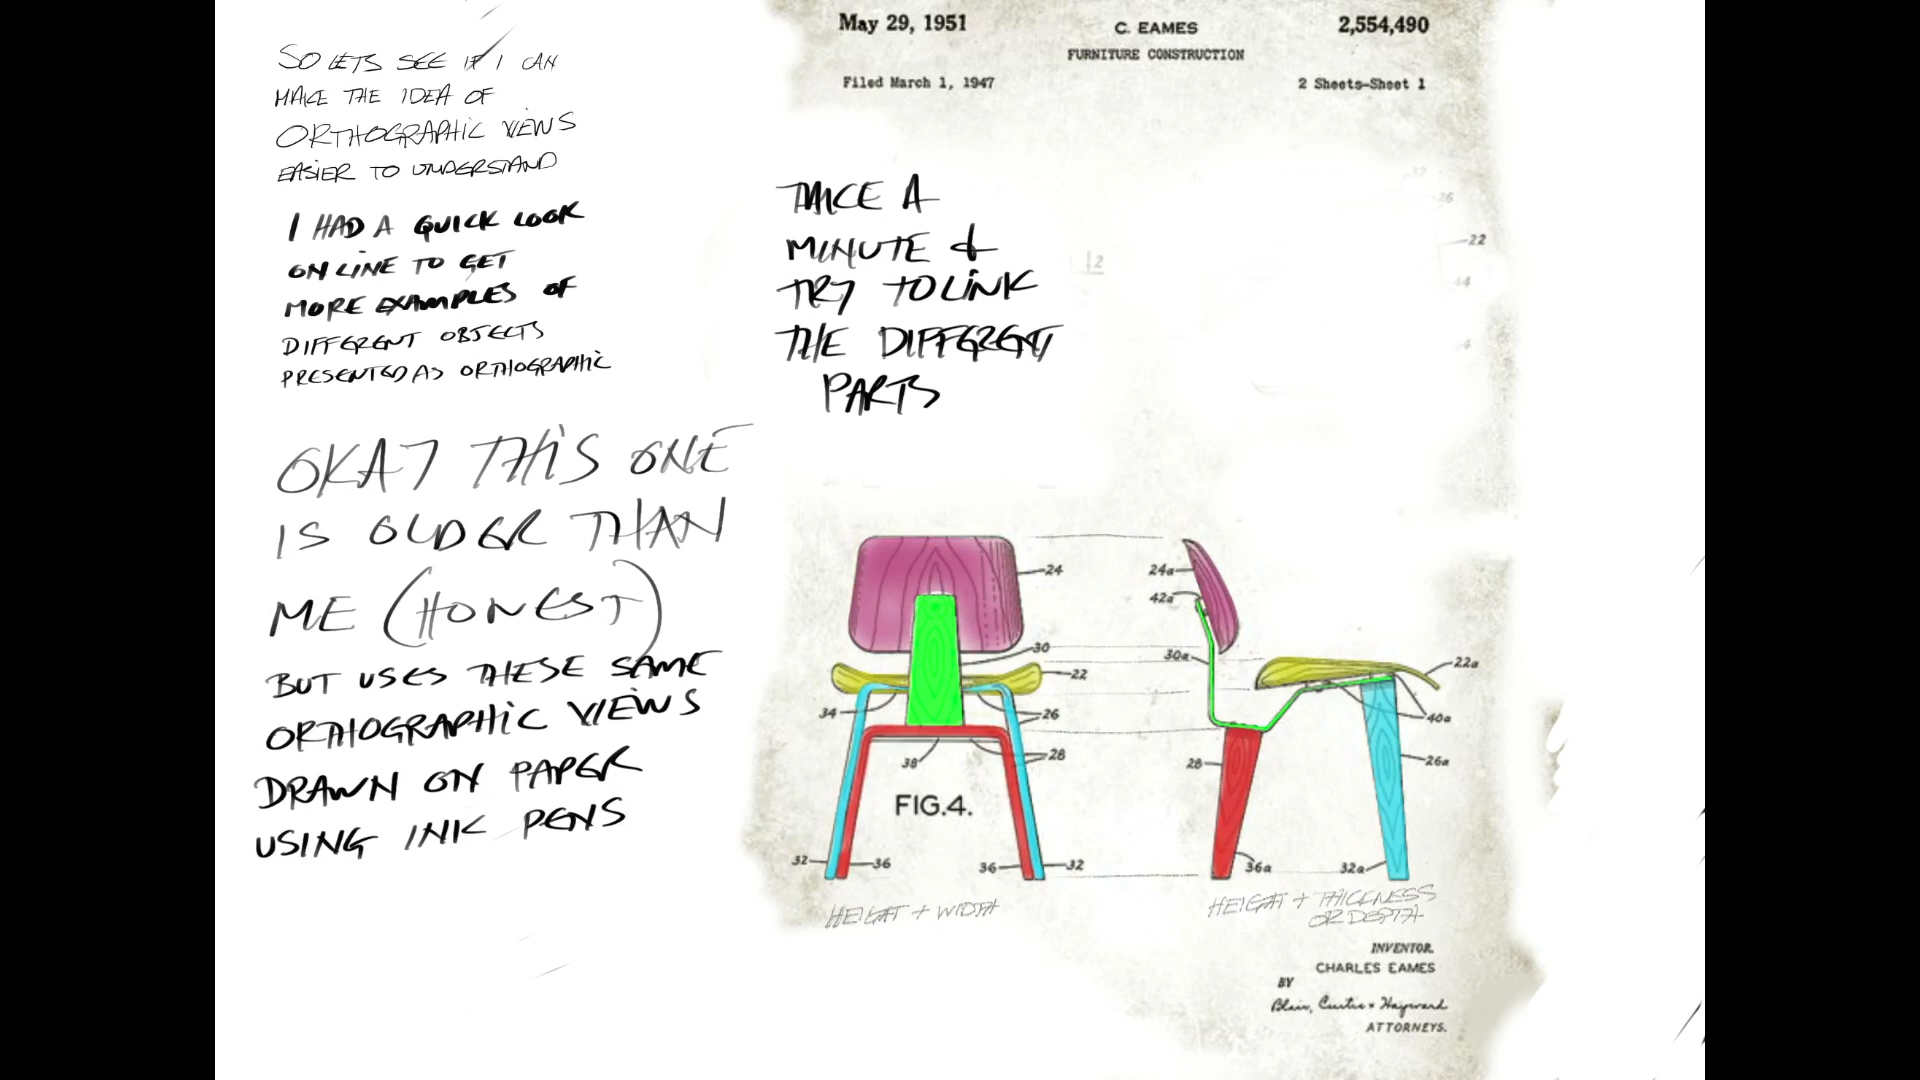 SO LETS SEE IF I CAN
MAKE THE IDEA OF
ORTHOGRAPHIC VIEWS
EASIER TO UNDERSTAND
I HAD A QUICK LOOK
ON LINE TO GET
MORE EXAMPLES OF
DIFFERENT OBJECTS
PRESENTED AS ORTHOGRAPHIC
OKAY THIS ONE
IS OLDER THAN
ME (HONEST)
BUT USES THESE SAME
ORTHOGRAPHIC VIEWS
DRAWN ON PAPER
USING INK PENS
May 29, 1951
C. EAMES
2,554,490
FURNITURE CONSTRUCTION
Filed March 1, 1947
2 Sheets-Sheet 1
TAKE A
MINUTE &
TRY TO LINK
THE DIFFERENT
PARTS
26
22
12
24
30
22
34
26
28
38
FIG.4.
32
36
36
32
HEIGHT + WIDTH
24a
42a
30a
22a
40a
28
26a
36a
32a
HEIGHT + THICKNESS
OR DEPTH
INVENTOR.
CHARLES EAMES
BY
Blair, Curtis + Hayward
ATTORNEYS.